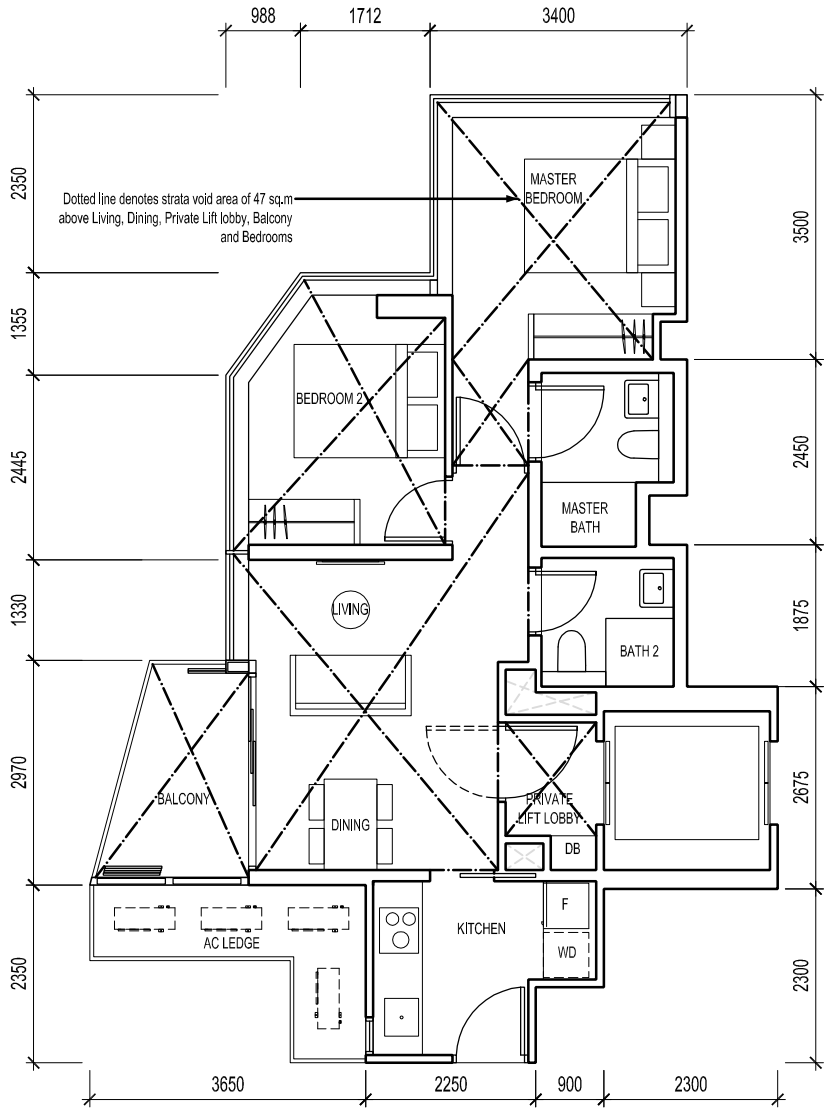 988
1712
3400
2350
1355
2445
1330
2970
2350
3500
2450
1875
2675
2300
Dotted line denotes strata void area of 47 sq.m
above Living, Dining, Private Lift lobby, Balcony
and Bedrooms
MASTER
BEDROOM
BEDROOM 2
MASTER
BATH
LIVING
BATH 2
BALCONY
DINING
PRIVATE
LIFT LOBBY
DB
AC LEDGE
KITCHEN
F
WD
3650
2250
900
2300